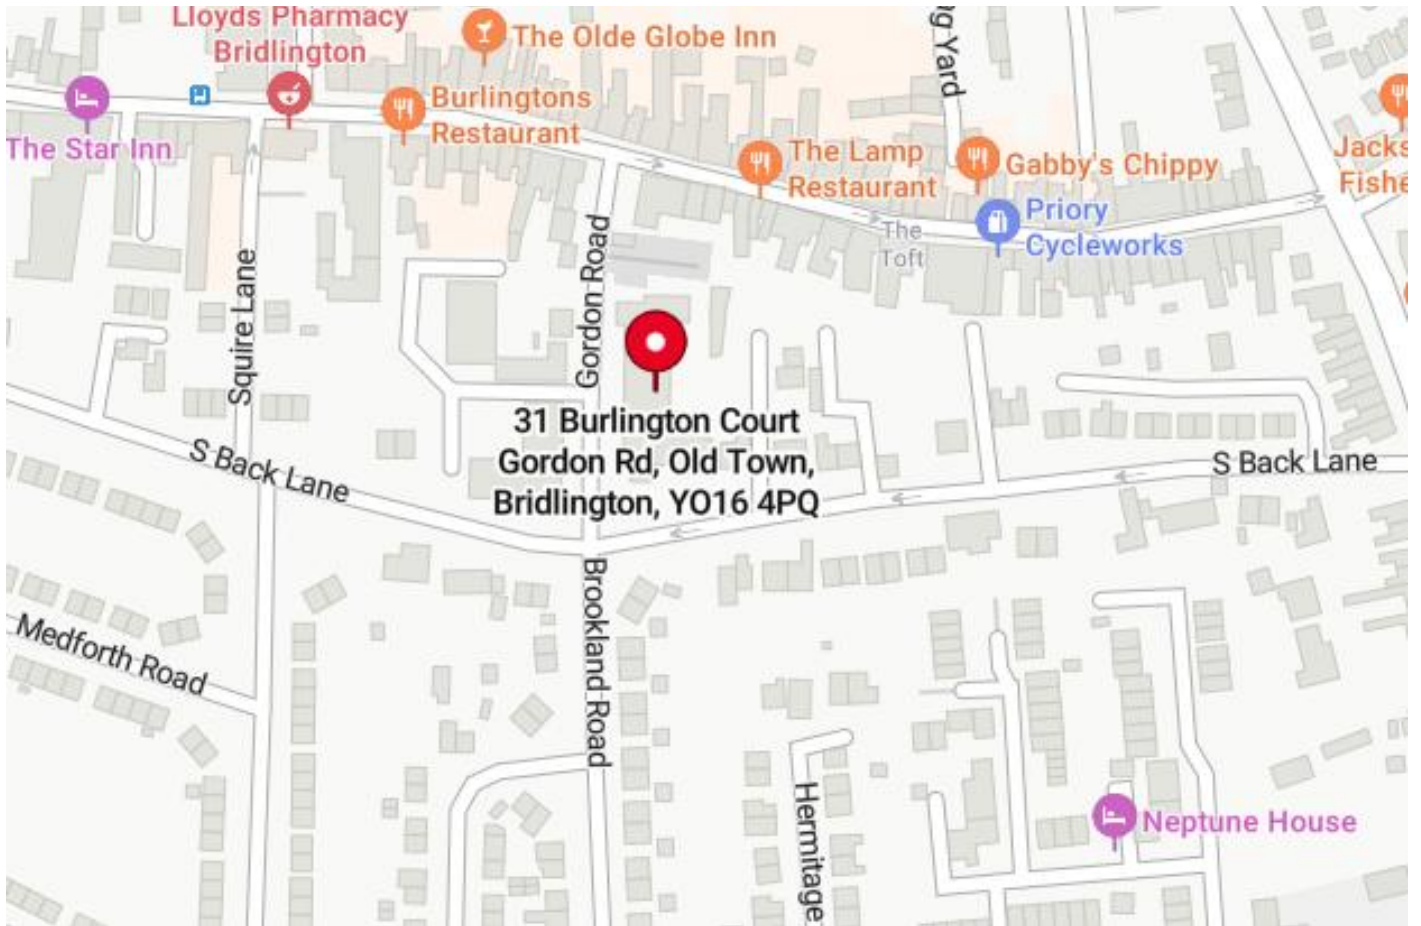 Lloyds Pharmacy
Bridlington
The Olde Globe Inn
Burlingtons
Restaurant
The Star Inn
The Lamp
Restaurant
Gabby's Chippy
Priory
Cycleworks
The
Toft
Squire Lane
Gordon Road
31 Burlington Court
Gordon Rd, Old Town,
Bridlington, YO16 4PQ
S Back Lane
S Back Lane
Medforth Road
Brookland Road
Hermitage
Neptune House